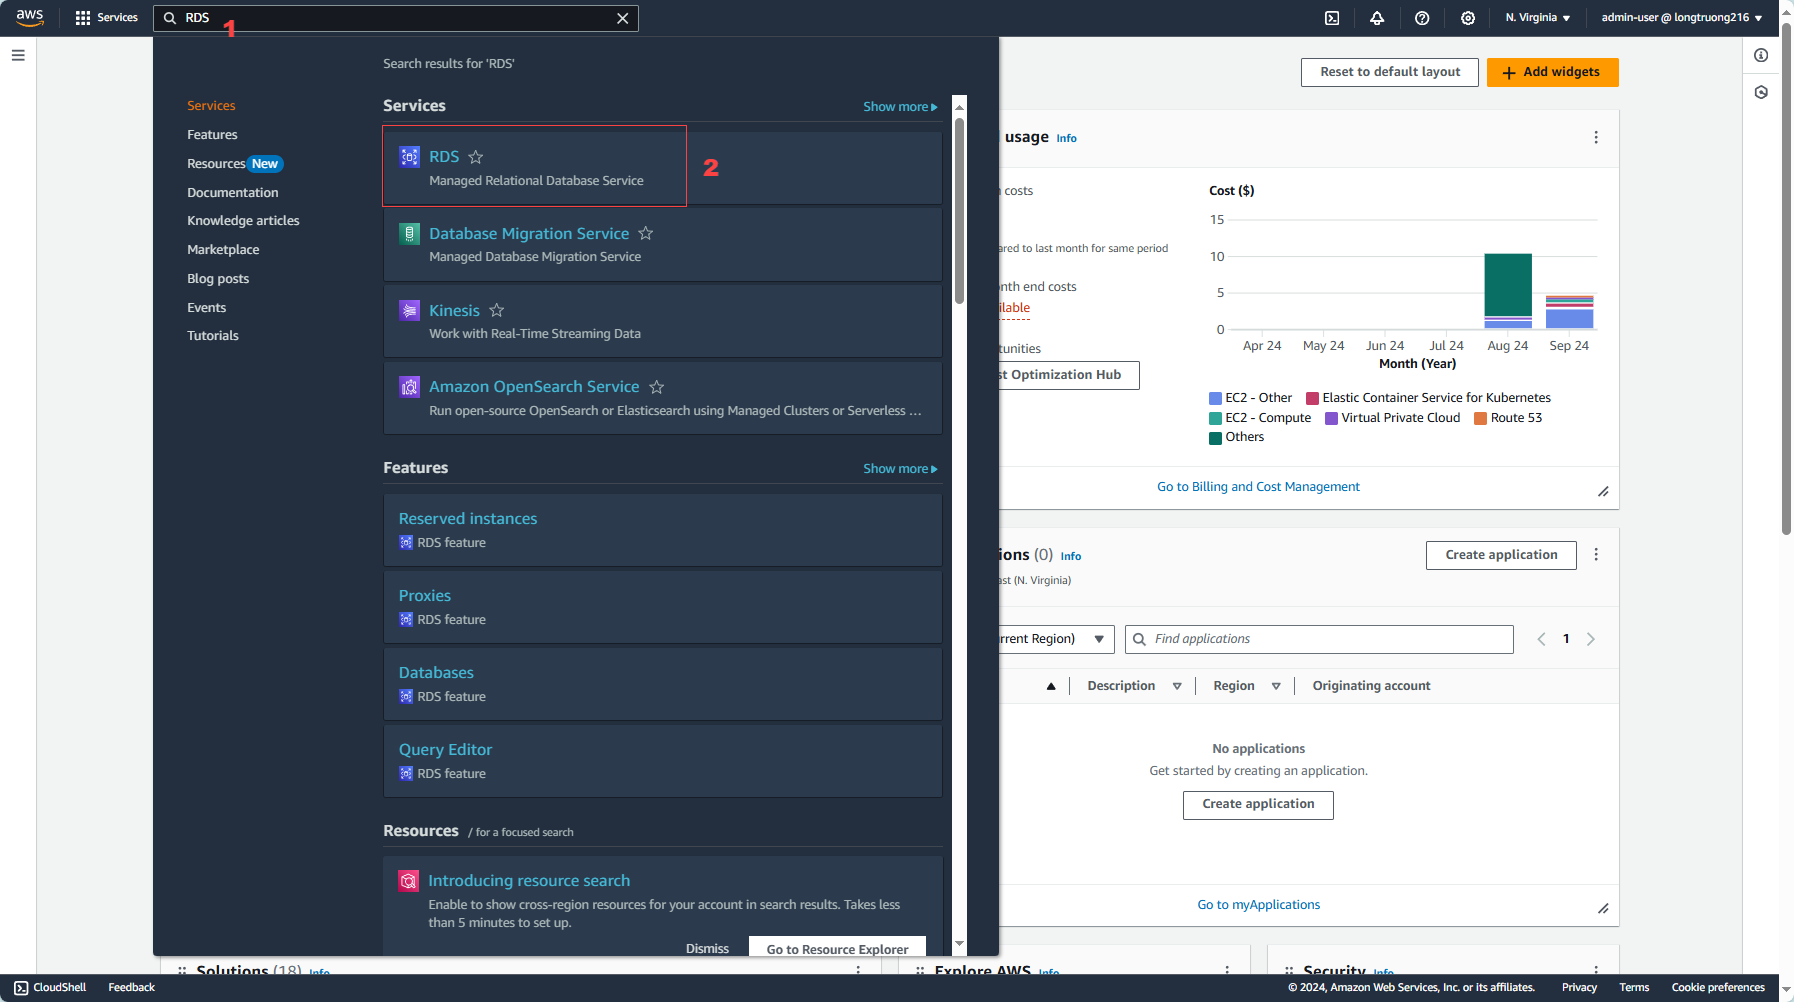 aws
Services
RDS
1
N. Virginia
admin-user @ longtruong216
Search results for 'RDS'
Services
Features
Resources New
Documentation
Knowledge articles
Marketplace
Blog posts
Events
Tutorials
Services
Show more
RDS
Managed Relational Database Service
2
Database Migration Service
Managed Database Migration Service
Kinesis
Work with Real-Time Streaming Data
Amazon OpenSearch Service
Run open-source OpenSearch or Elasticsearch using Managed Clusters or Serverless ...
Features
Show more
Reserved instances
RDS feature
Proxies
RDS feature
Databases
RDS feature
Query Editor
RDS feature
Resources / for a focused search
Introducing resource search
Enable to show cross-region resources for your account in search results. Takes less
than 5 minutes to set up.
Dismiss
Go to Resource Explorer
Reset to default layout
Add widgets
usage Info
costs
Cost ($)
15
10
5
0
Apr 24
May 24
Jun 24
Jul 24
Aug 24
Sep 24
Month (Year)
ared to last month for same period
nth end costs
ilable
tunities
st Optimization Hub
EC2 - Other
Elastic Container Service for Kubernetes
EC2 - Compute
Virtual Private Cloud
Route 53
Others
Go to Billing and Cost Management
ions (0) Info
ast (N. Virginia)
Create application
rrent Region)
Find applications
1
Description
Region
Originating account
No applications
Get started by creating an application.
Create application
Go to myApplications
Solutions (18) Info
Explore AWS Info
Security Info
CloudShell
Feedback
© 2024, Amazon Web Services, Inc. or its affiliates.
Privacy
Terms
Cookie preferences